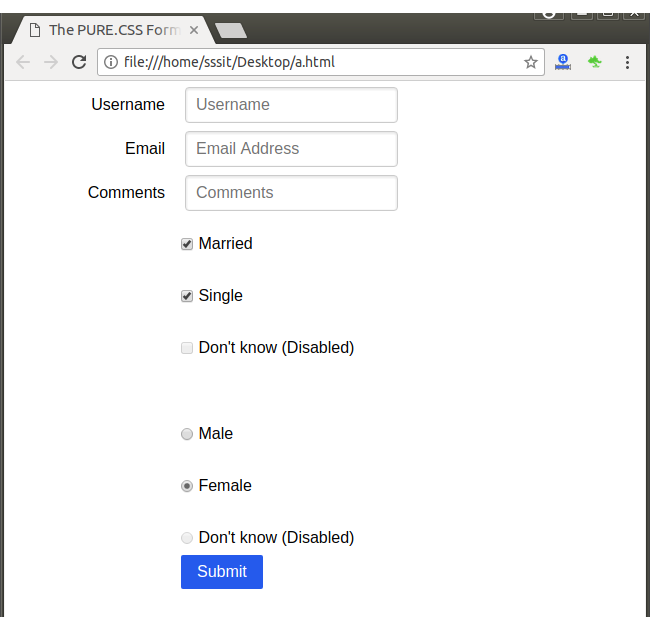 The PURE.CSS Form
file:///home/sssit/Desktop/a.html
Username Username
Email Email Address
Comments Comments
Married
Single
Don't know (Disabled)
Male
Female
Don't know (Disabled)
Submit